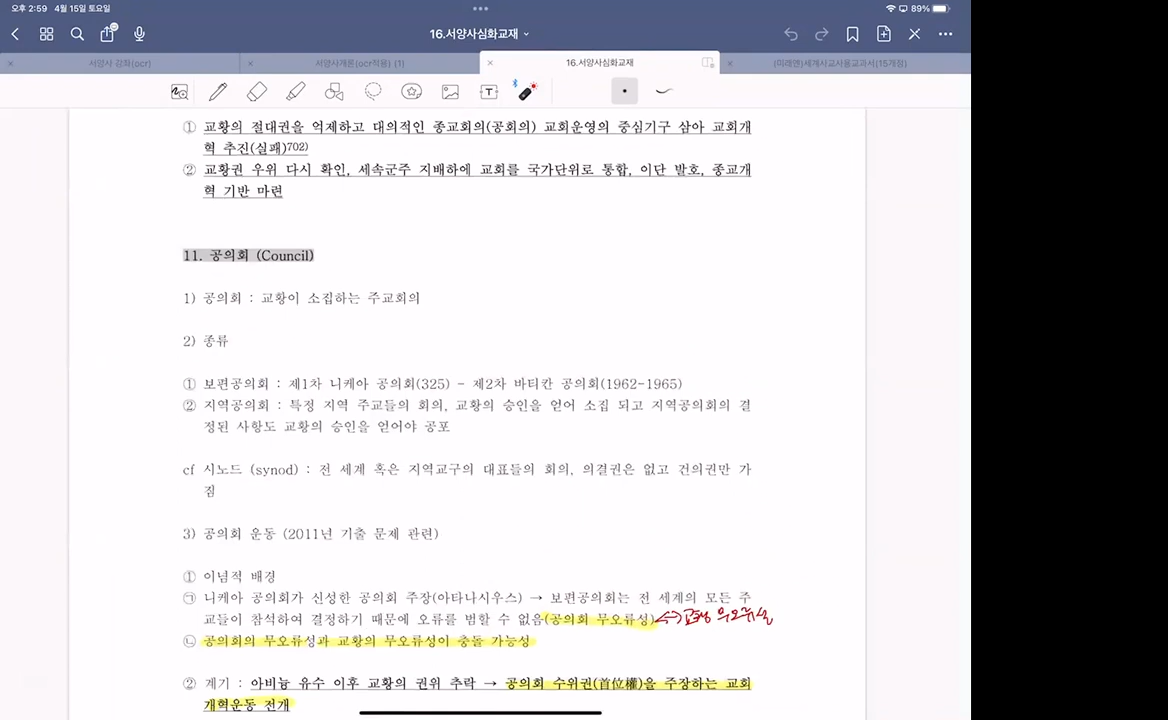 오후 2:59 4월 15일 토요일
89%
16.서양사심화교재
서양사 강좌(ocr)
서양사개론(ocr적용) (1)
16.서양사심화교재
(미래엔)세계사교사용교과서(15개정)
① 교황의 절대권을 억제하고 대의적인 종교회의(공회의) 교회운영의 중심기구 삼아 교회개
혁 추진(실패)702)
② 교황권 우위 다시 확인, 세속군주 지배하에 교회를 국가단위로 통합, 이단 발호, 종교개
혁 기반 마련
11. 공의회 (Council)
1) 공의회 : 교황이 소집하는 주교회의
2) 종류
① 보편공의회 : 제1차 니케아 공의회(325) - 제2차 바티칸 공의회(1962-1965)
② 지역공의회 : 특정 지역 주교들의 회의, 교황의 승인을 얻어 소집 되고 지역공의회의 결
정된 사항도 교황의 승인을 얻어야 공포
cf 시노드 (synod) : 전 세계 혹은 지역교구의 대표들의 회의, 의결권은 없고 건의권만 가
짐
3) 공의회 운동 (2011년 기출 문제 관련)
① 이념적 배경
㉠ 니케아 공의회가 신성한 공의회 주장(아타나시우스) → 보편공의회는 전 세계의 모든 주
교들이 참석하여 결정하기 때문에 오류를 범할 수 없음(공의회 무오류성) ↔ 교황 무오류설
㉡ 공의회의 무오류성과 교황의 무오류성이 충돌 가능성
② 계기 : 아비뇽 유수 이후 교황의 권위 추락 → 공의회 수위권(首位權)을 주장하는 교회
개혁운동 전개